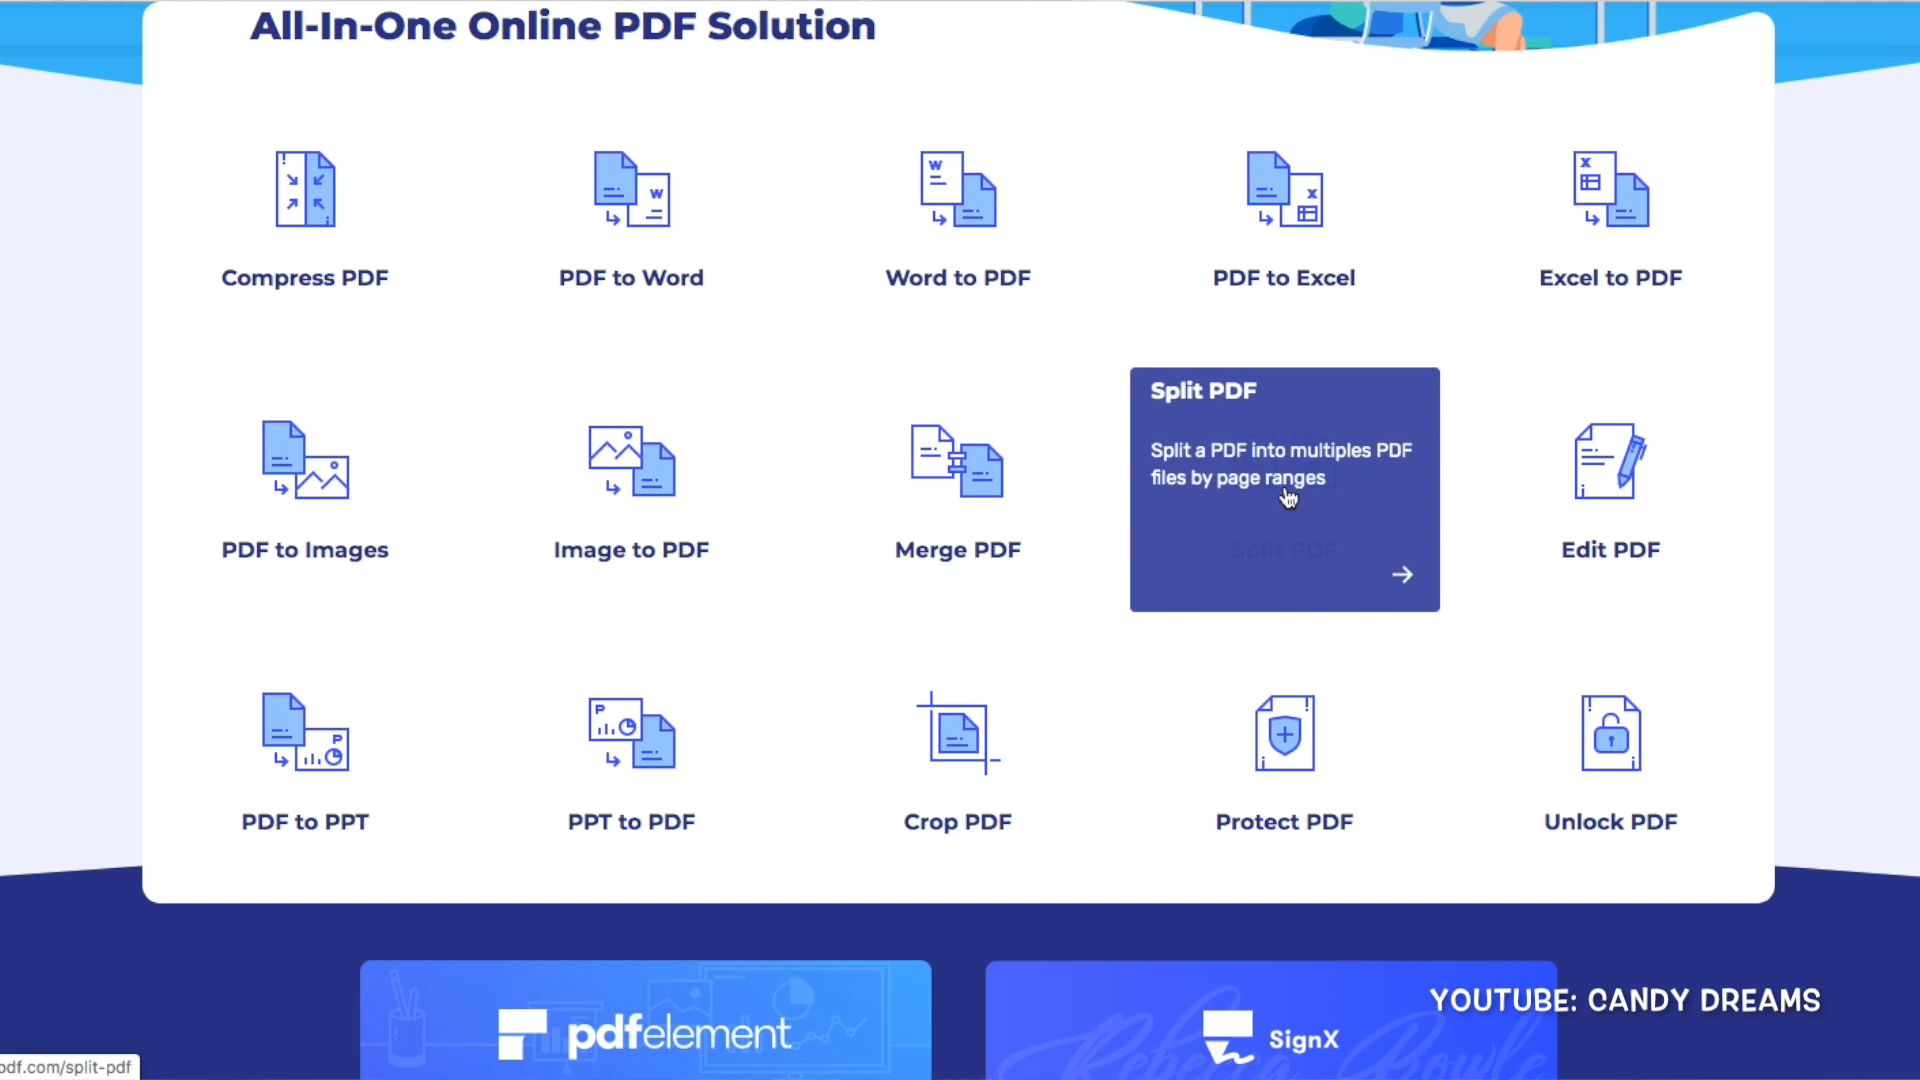 All-In-One Online PDF Solution
Compress PDF
PDF to Word
Word to PDF
PDF to Excel
Excel to PDF
PDF to Images
Image to PDF
Merge PDF
Split PDF
Split a PDF into multiples PDF
files by page ranges
Split PDF
Edit PDF
PDF to PPT
PPT to PDF
Crop PDF
Protect PDF
Unlock PDF
pdfelement
SignX
YOUTUBE: CANDY DREAMS
pdf.com/split-pdf